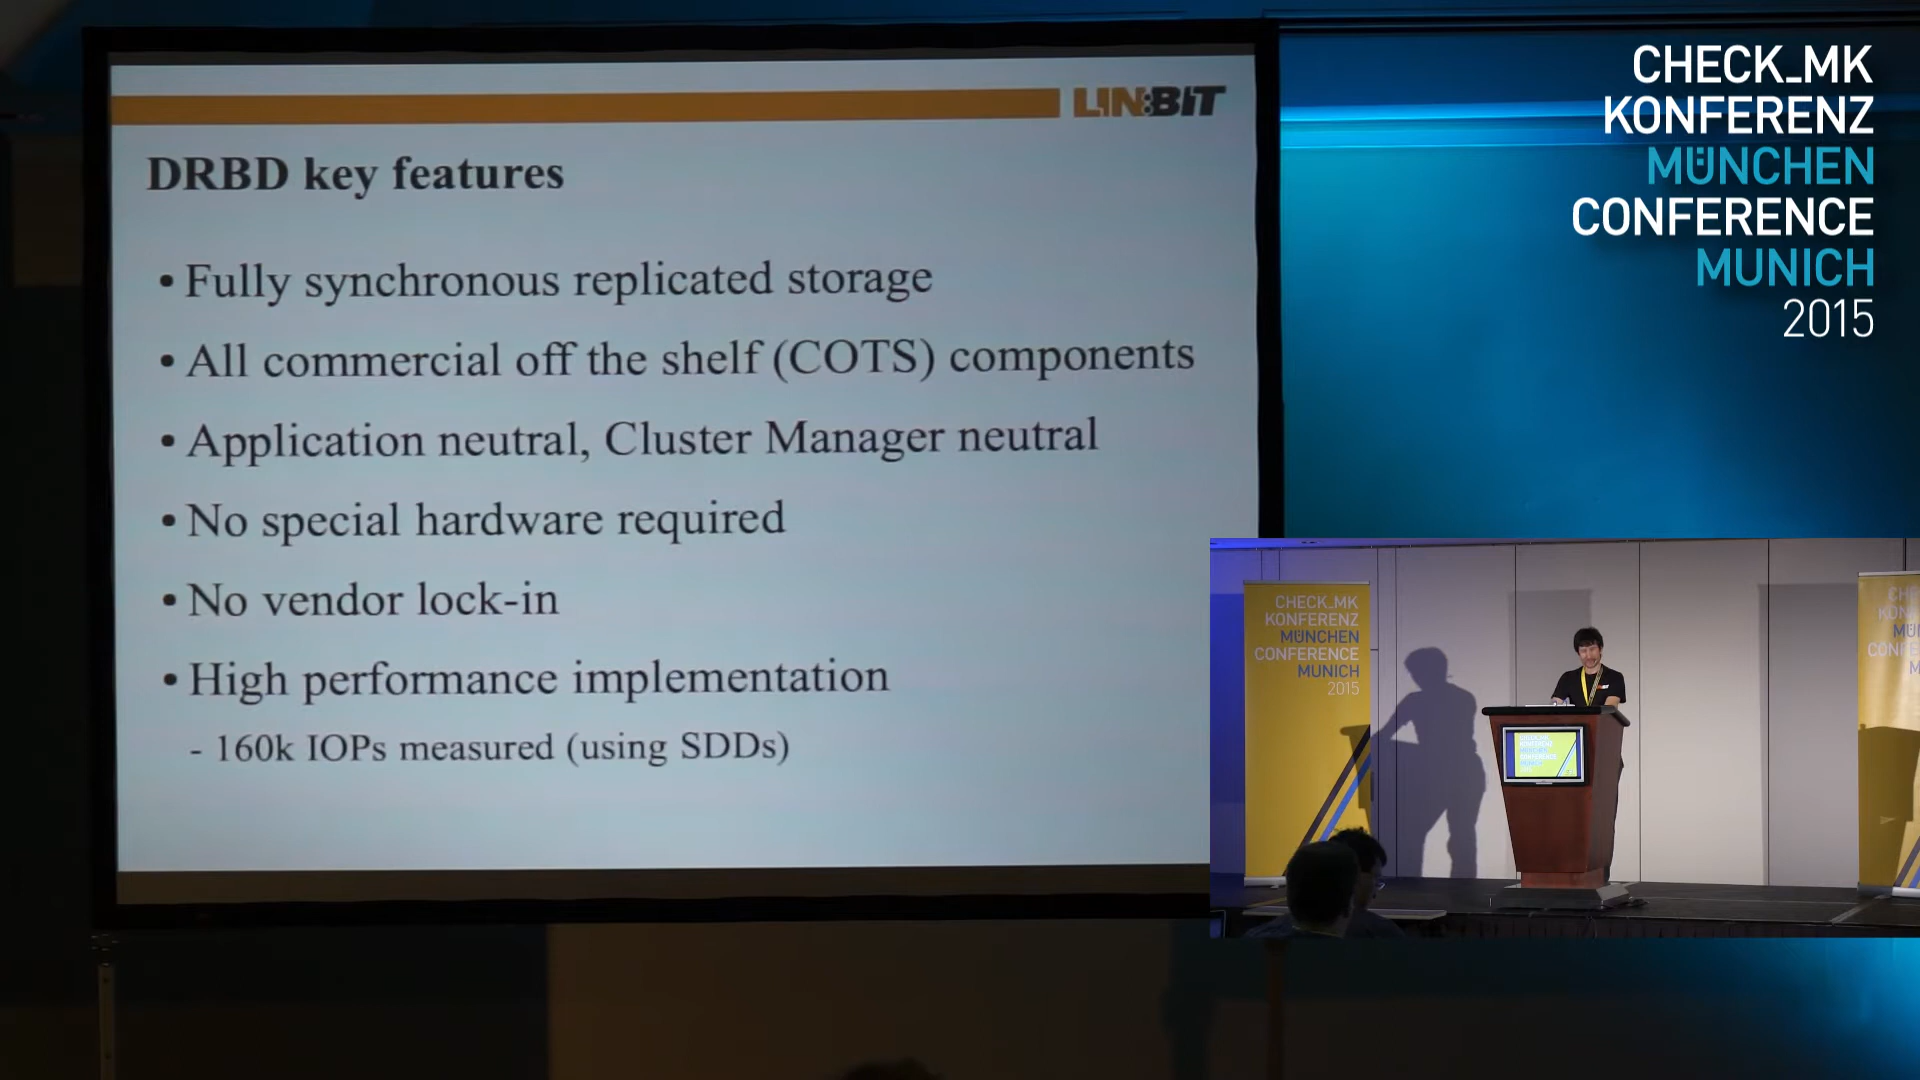 LINBIT
DRBD key features
• Fully synchronous replicated storage
• All commercial off the shelf (COTS) components
• Application neutral, Cluster Manager neutral
• No special hardware required
• No vendor lock-in
• High performance implementation
- 160k IOPs measured (using SDDs)
CHECK_MK
KONFERENZ
MÜNCHEN
CONFERENCE
MUNICH
2015
CHECK_MK
KONFERENZ
MÜNCHEN
CONFERENCE
MUNICH
2015